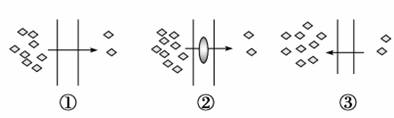 ① ② ③